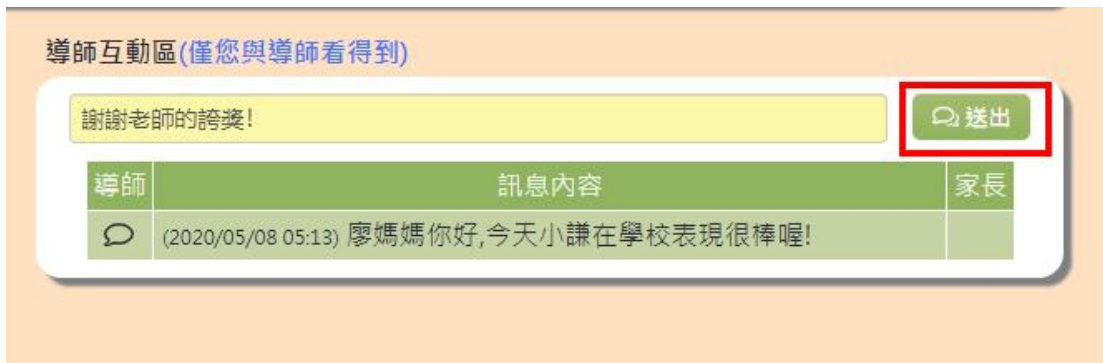 導師互動區(僅您與導師看得到)
謝謝老師的誇獎!
送出
導師 訊息內容 家長
(2020/05/08 05:13) 廖媽媽你好,今天小謙在學校表現很棒喔!